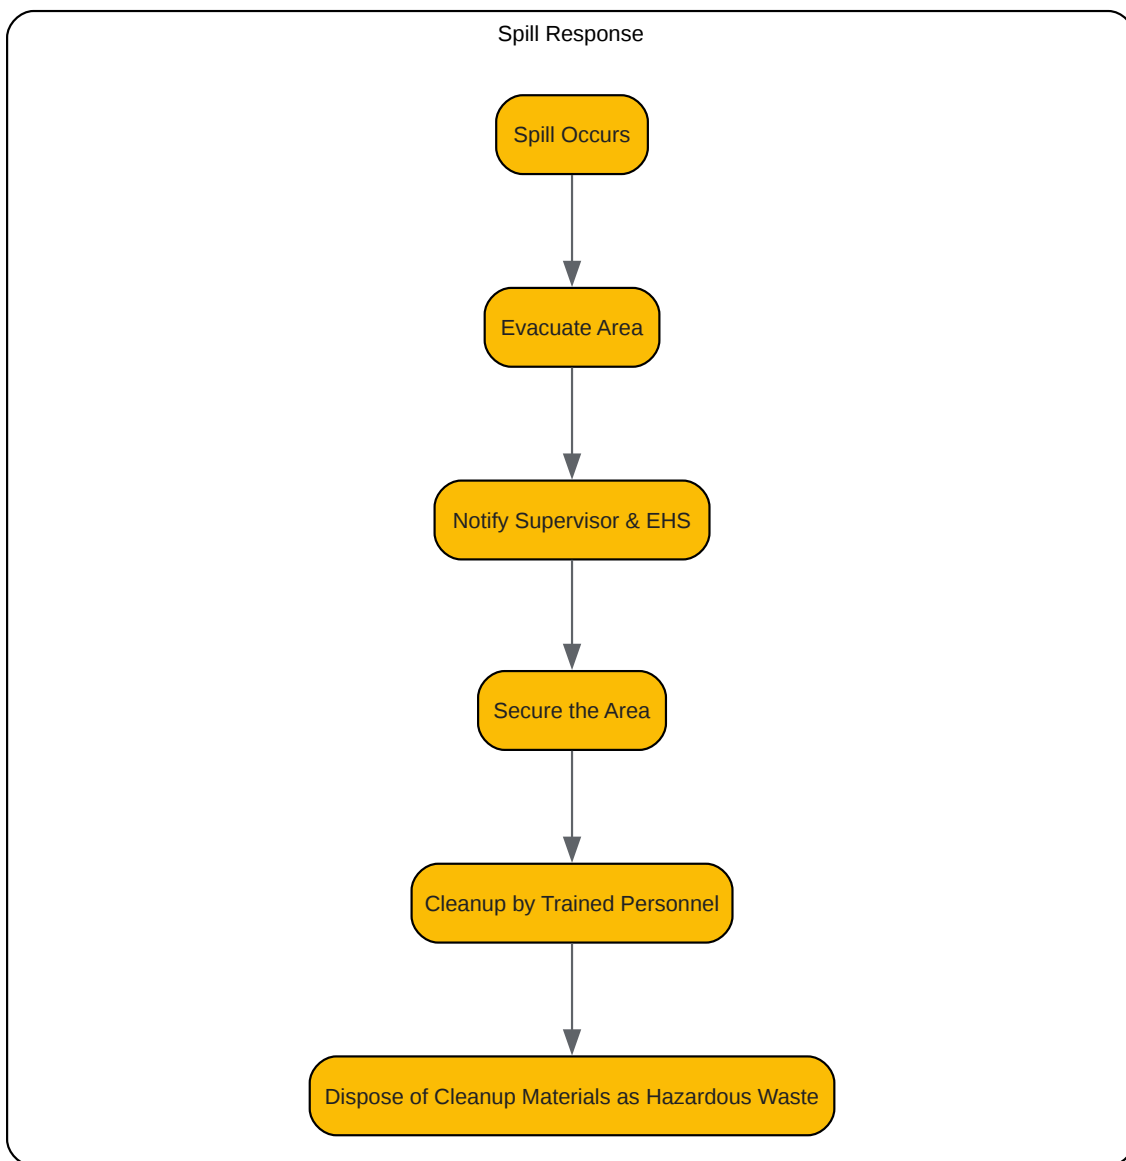 Spill Response
Spill Occurs
Evacuate Area
Notify Supervisor & EHS
Secure the Area
Cleanup by Trained Personnel
Dispose of Cleanup Materials as Hazardous Waste